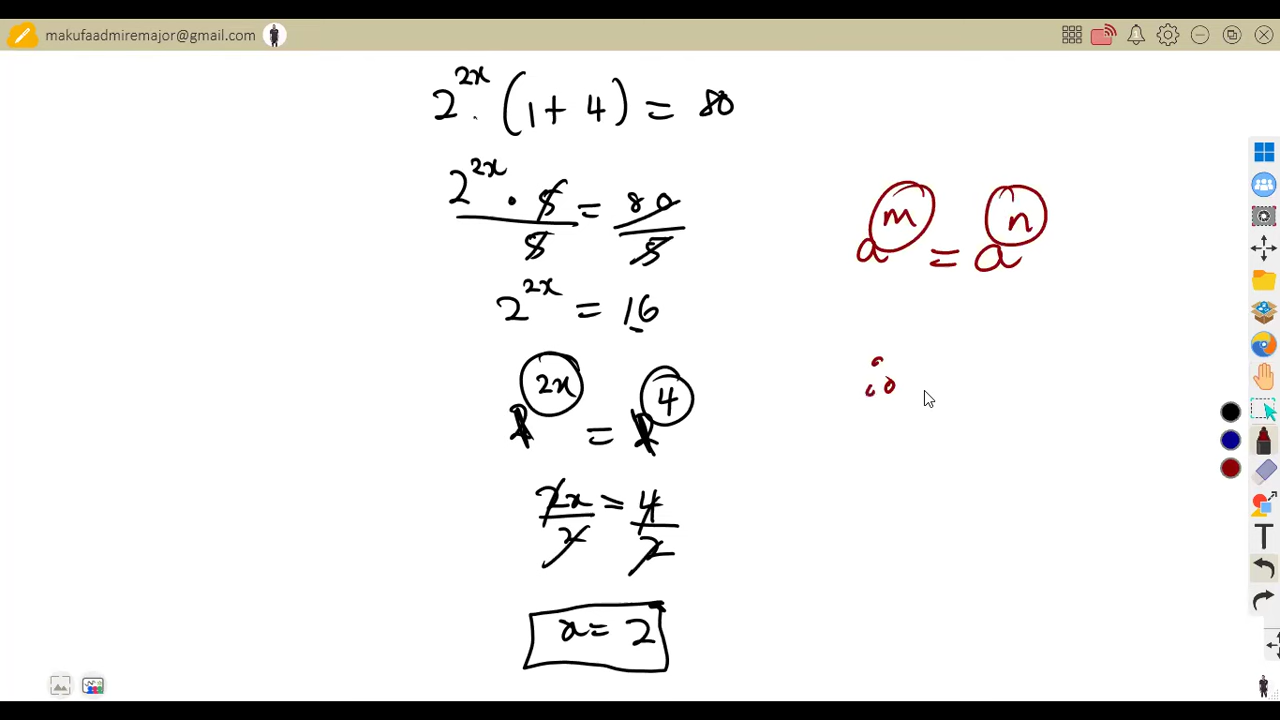 makufaadmiremajor@gmail.com
2^{2x} . (1 + 4) = 80
2^{2x} · 5 / 5 = 80 / 5
2^{2x} = 16
2^{2x} = 2^{4}
2x / 2 = 4 / 2
x = 2
a^{m} = a^{n}
∴
T